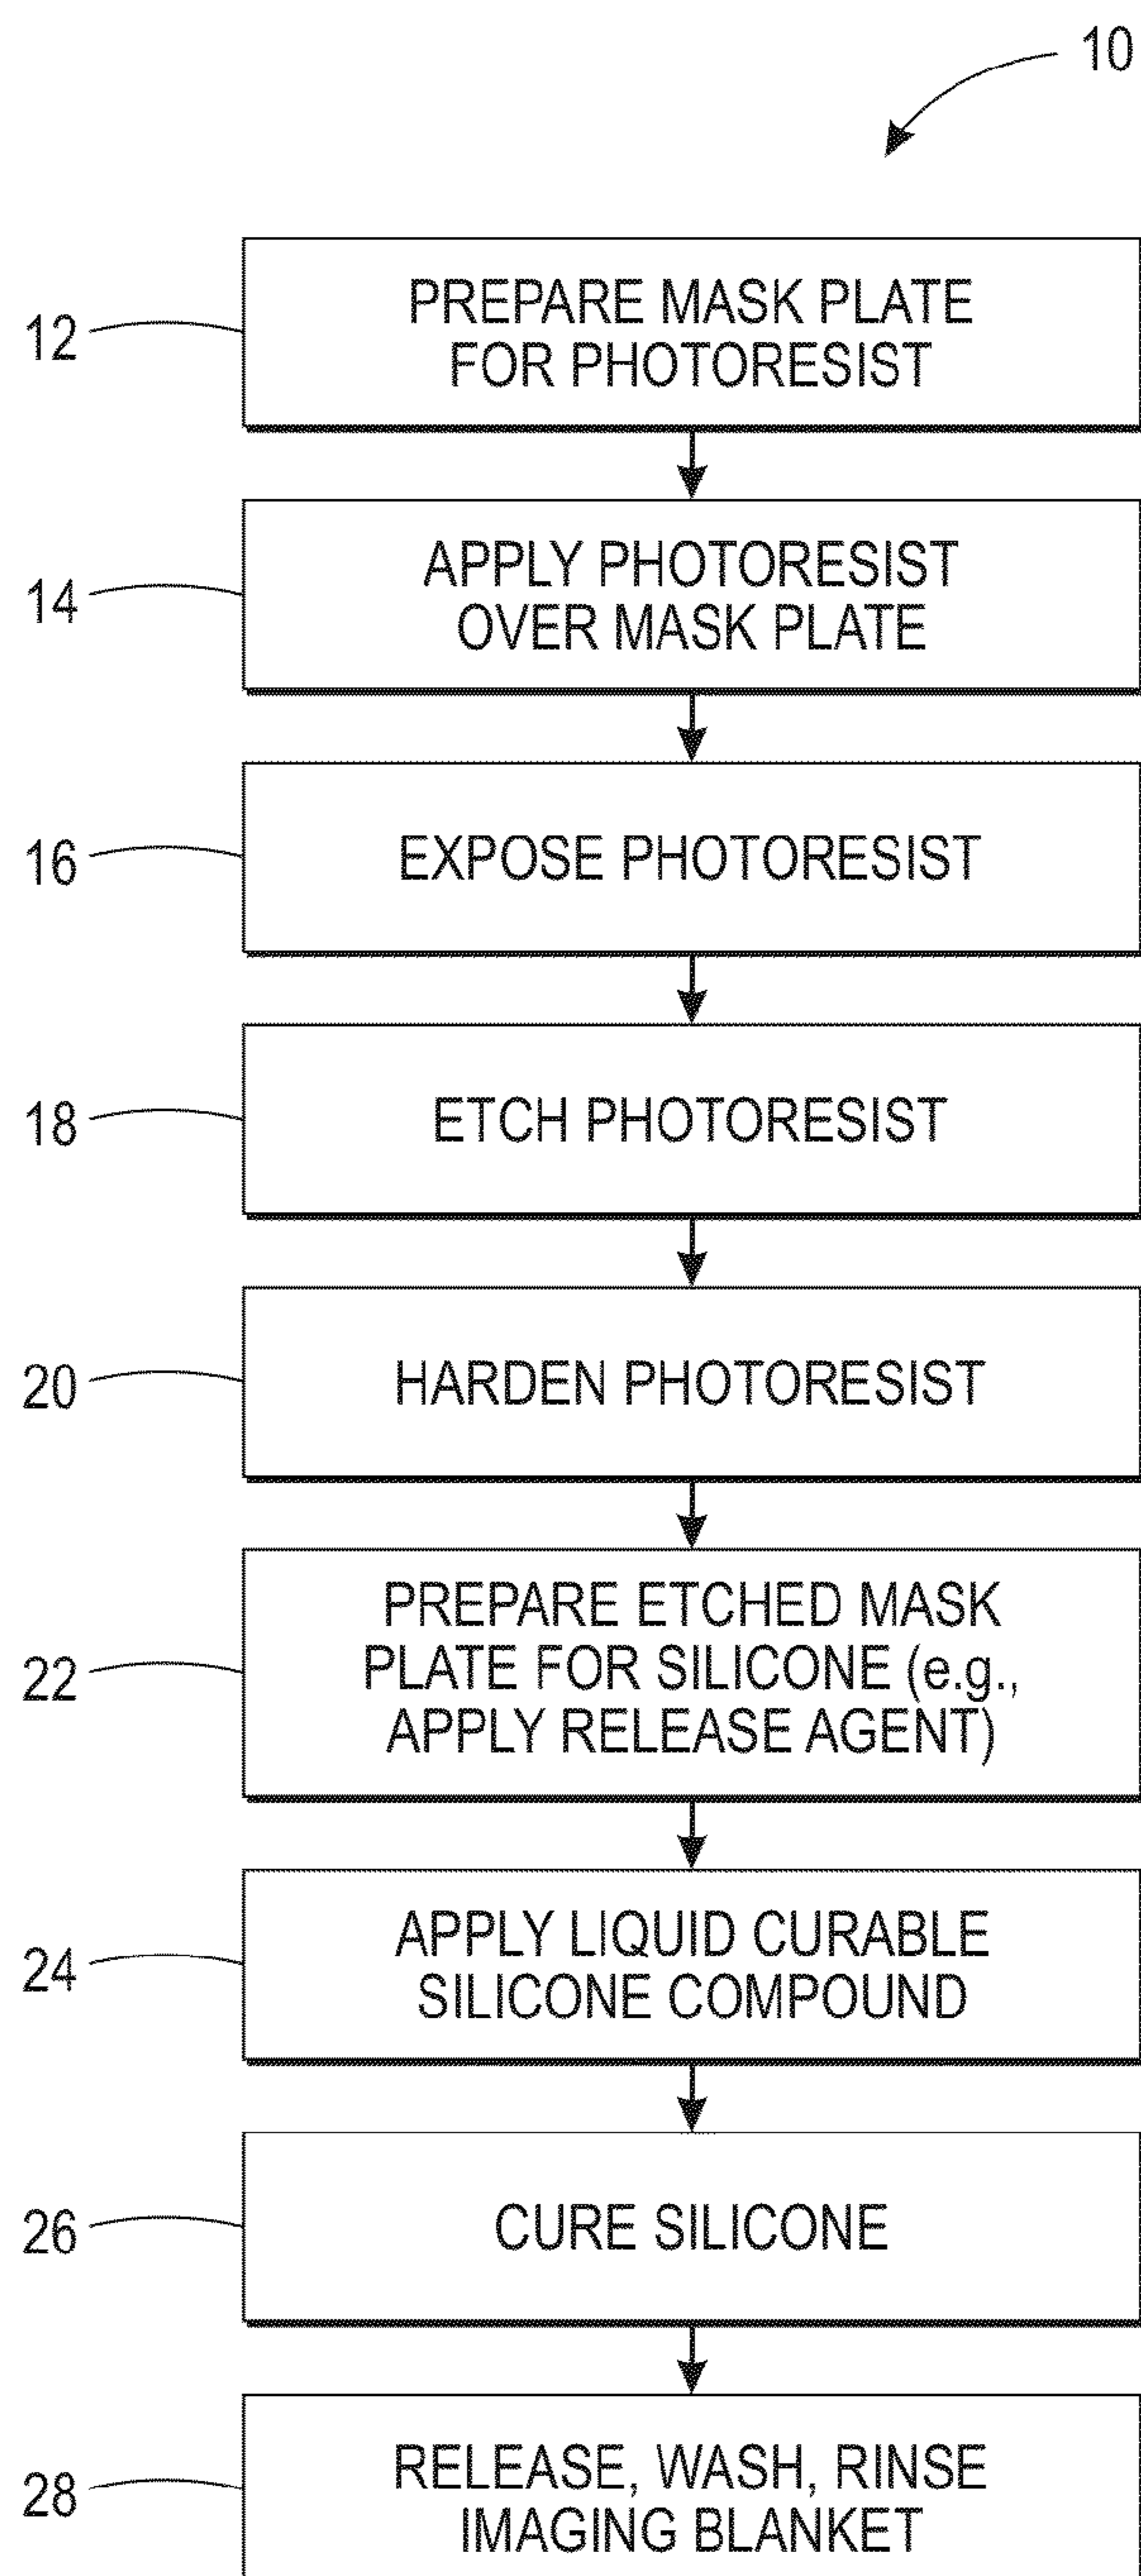 10
12
PREPARE MASK PLATE
FOR PHOTORESIST
14
APPLY PHOTORESIST
OVER MASK PLATE
16
EXPOSE PHOTORESIST
18
ETCH PHOTORESIST
20
HARDEN PHOTORESIST
22
PREPARE ETCHED MASK
PLATE FOR SILICONE (e.g.,
APPLY RELEASE AGENT)
24
APPLY LIQUID CURABLE
SILICONE COMPOUND
26
CURE SILICONE
28
RELEASE, WASH, RINSE
IMAGING BLANKET